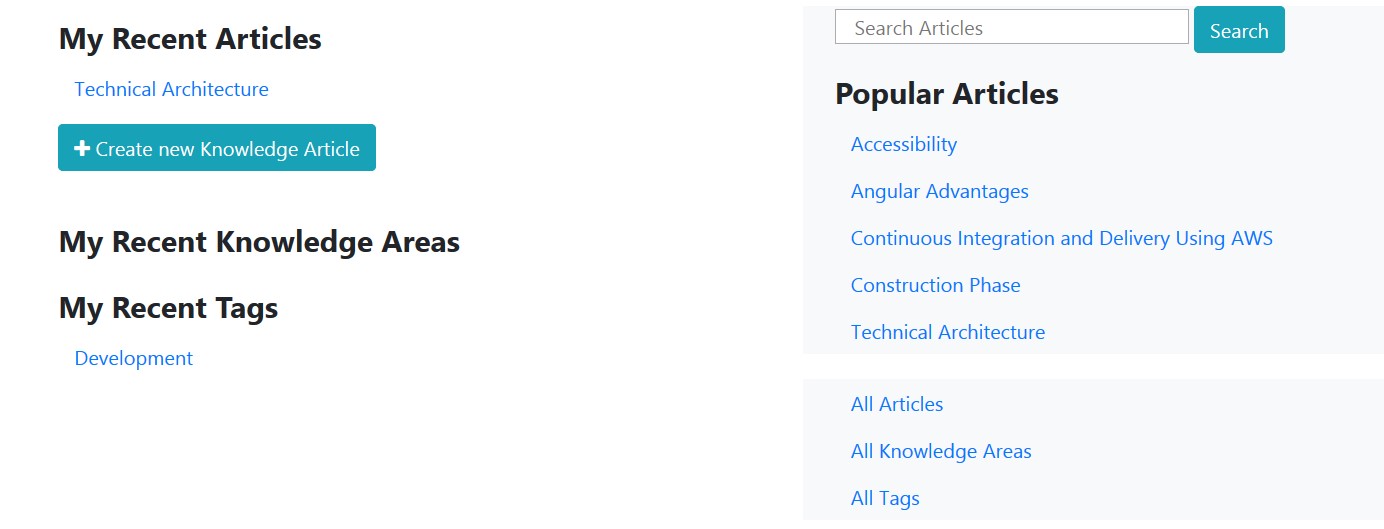 My Recent Articles
Technical Architecture
Create new Knowledge Article
My Recent Knowledge Areas
My Recent Tags
Development
Search Articles
Search
Popular Articles
Accessibility
Angular Advantages
Continuous Integration and Delivery Using AWS
Construction Phase
Technical Architecture
All Articles
All Knowledge Areas
All Tags